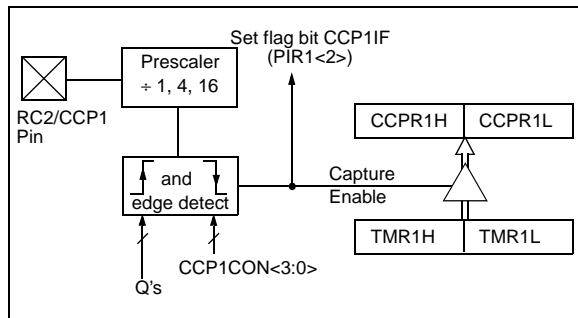 Set flag bit CCP1IF
(PIR1<2>)
Prescaler
÷ 1, 4, 16
RC2/CCP1
Pin
CCPR1H
CCPR1L
and
edge detect
Capture
Enable
TMR1H
TMR1L
CCP1CON<3:0>
Q's